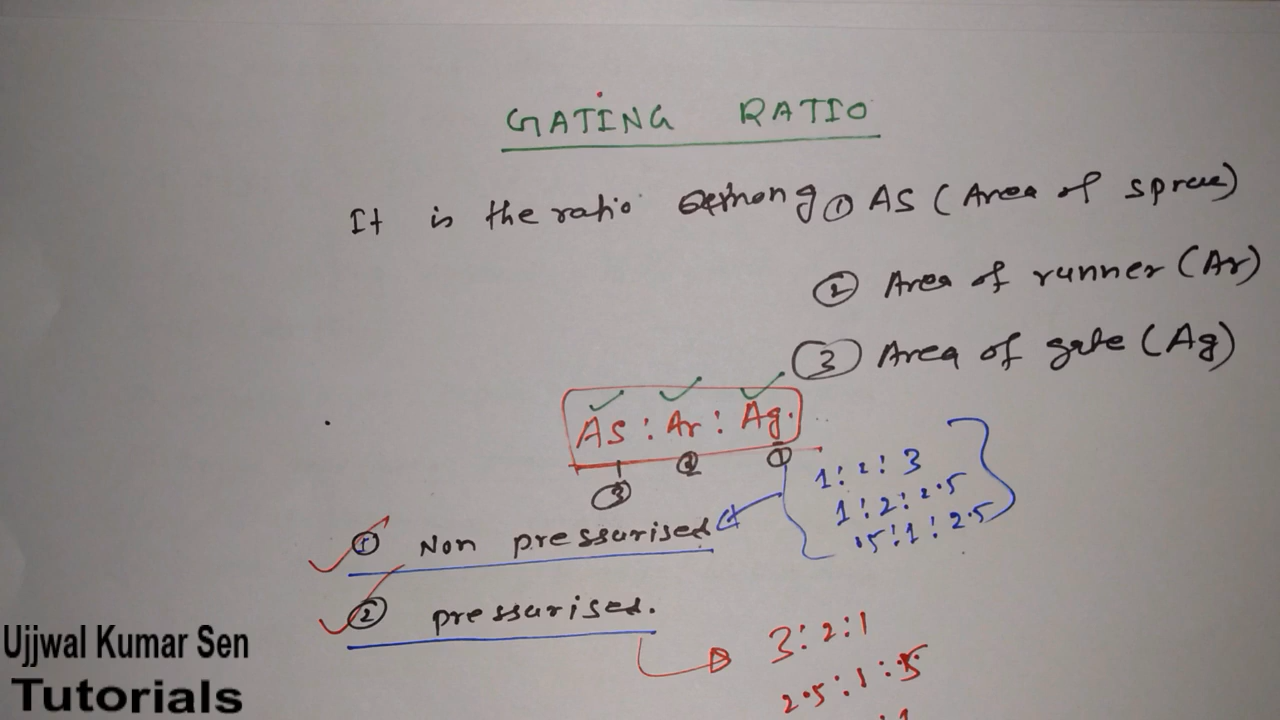 GATING RATIO
It is the ratio among ① AS (Area of sprue)
② Area of runner (Ar)
③ Area of gate (Ag)
AS : Ar : Ag.
③ ② ①
1:2:3
1:2:2.5
.5:1:2.5
① Non pressurised
② pressurised.
3:2:1
2.5:1:.5
:1
Ujjwal Kumar Sen
Tutorials